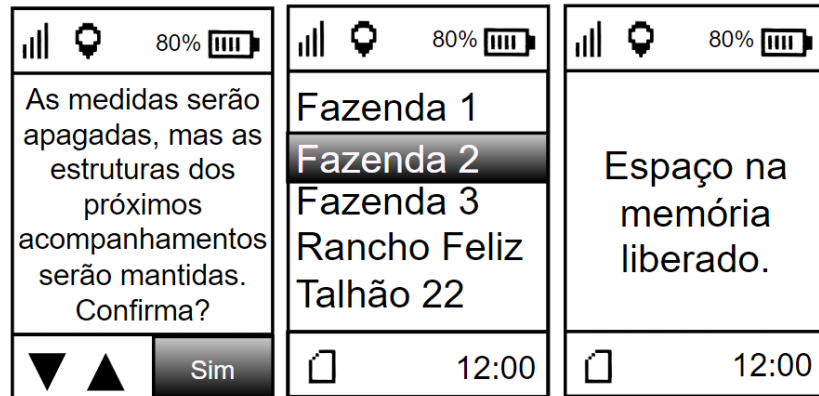 80%
As medidas serão
apagadas, mas as
estruturas dos
próximos
acompanhamentos
serão mantidas.
Confirma?
Sim
80%
Fazenda 1
Fazenda 2
Fazenda 3
Rancho Feliz
Talhão 22
12:00
80%
Espaço na
memória
liberado.
12:00